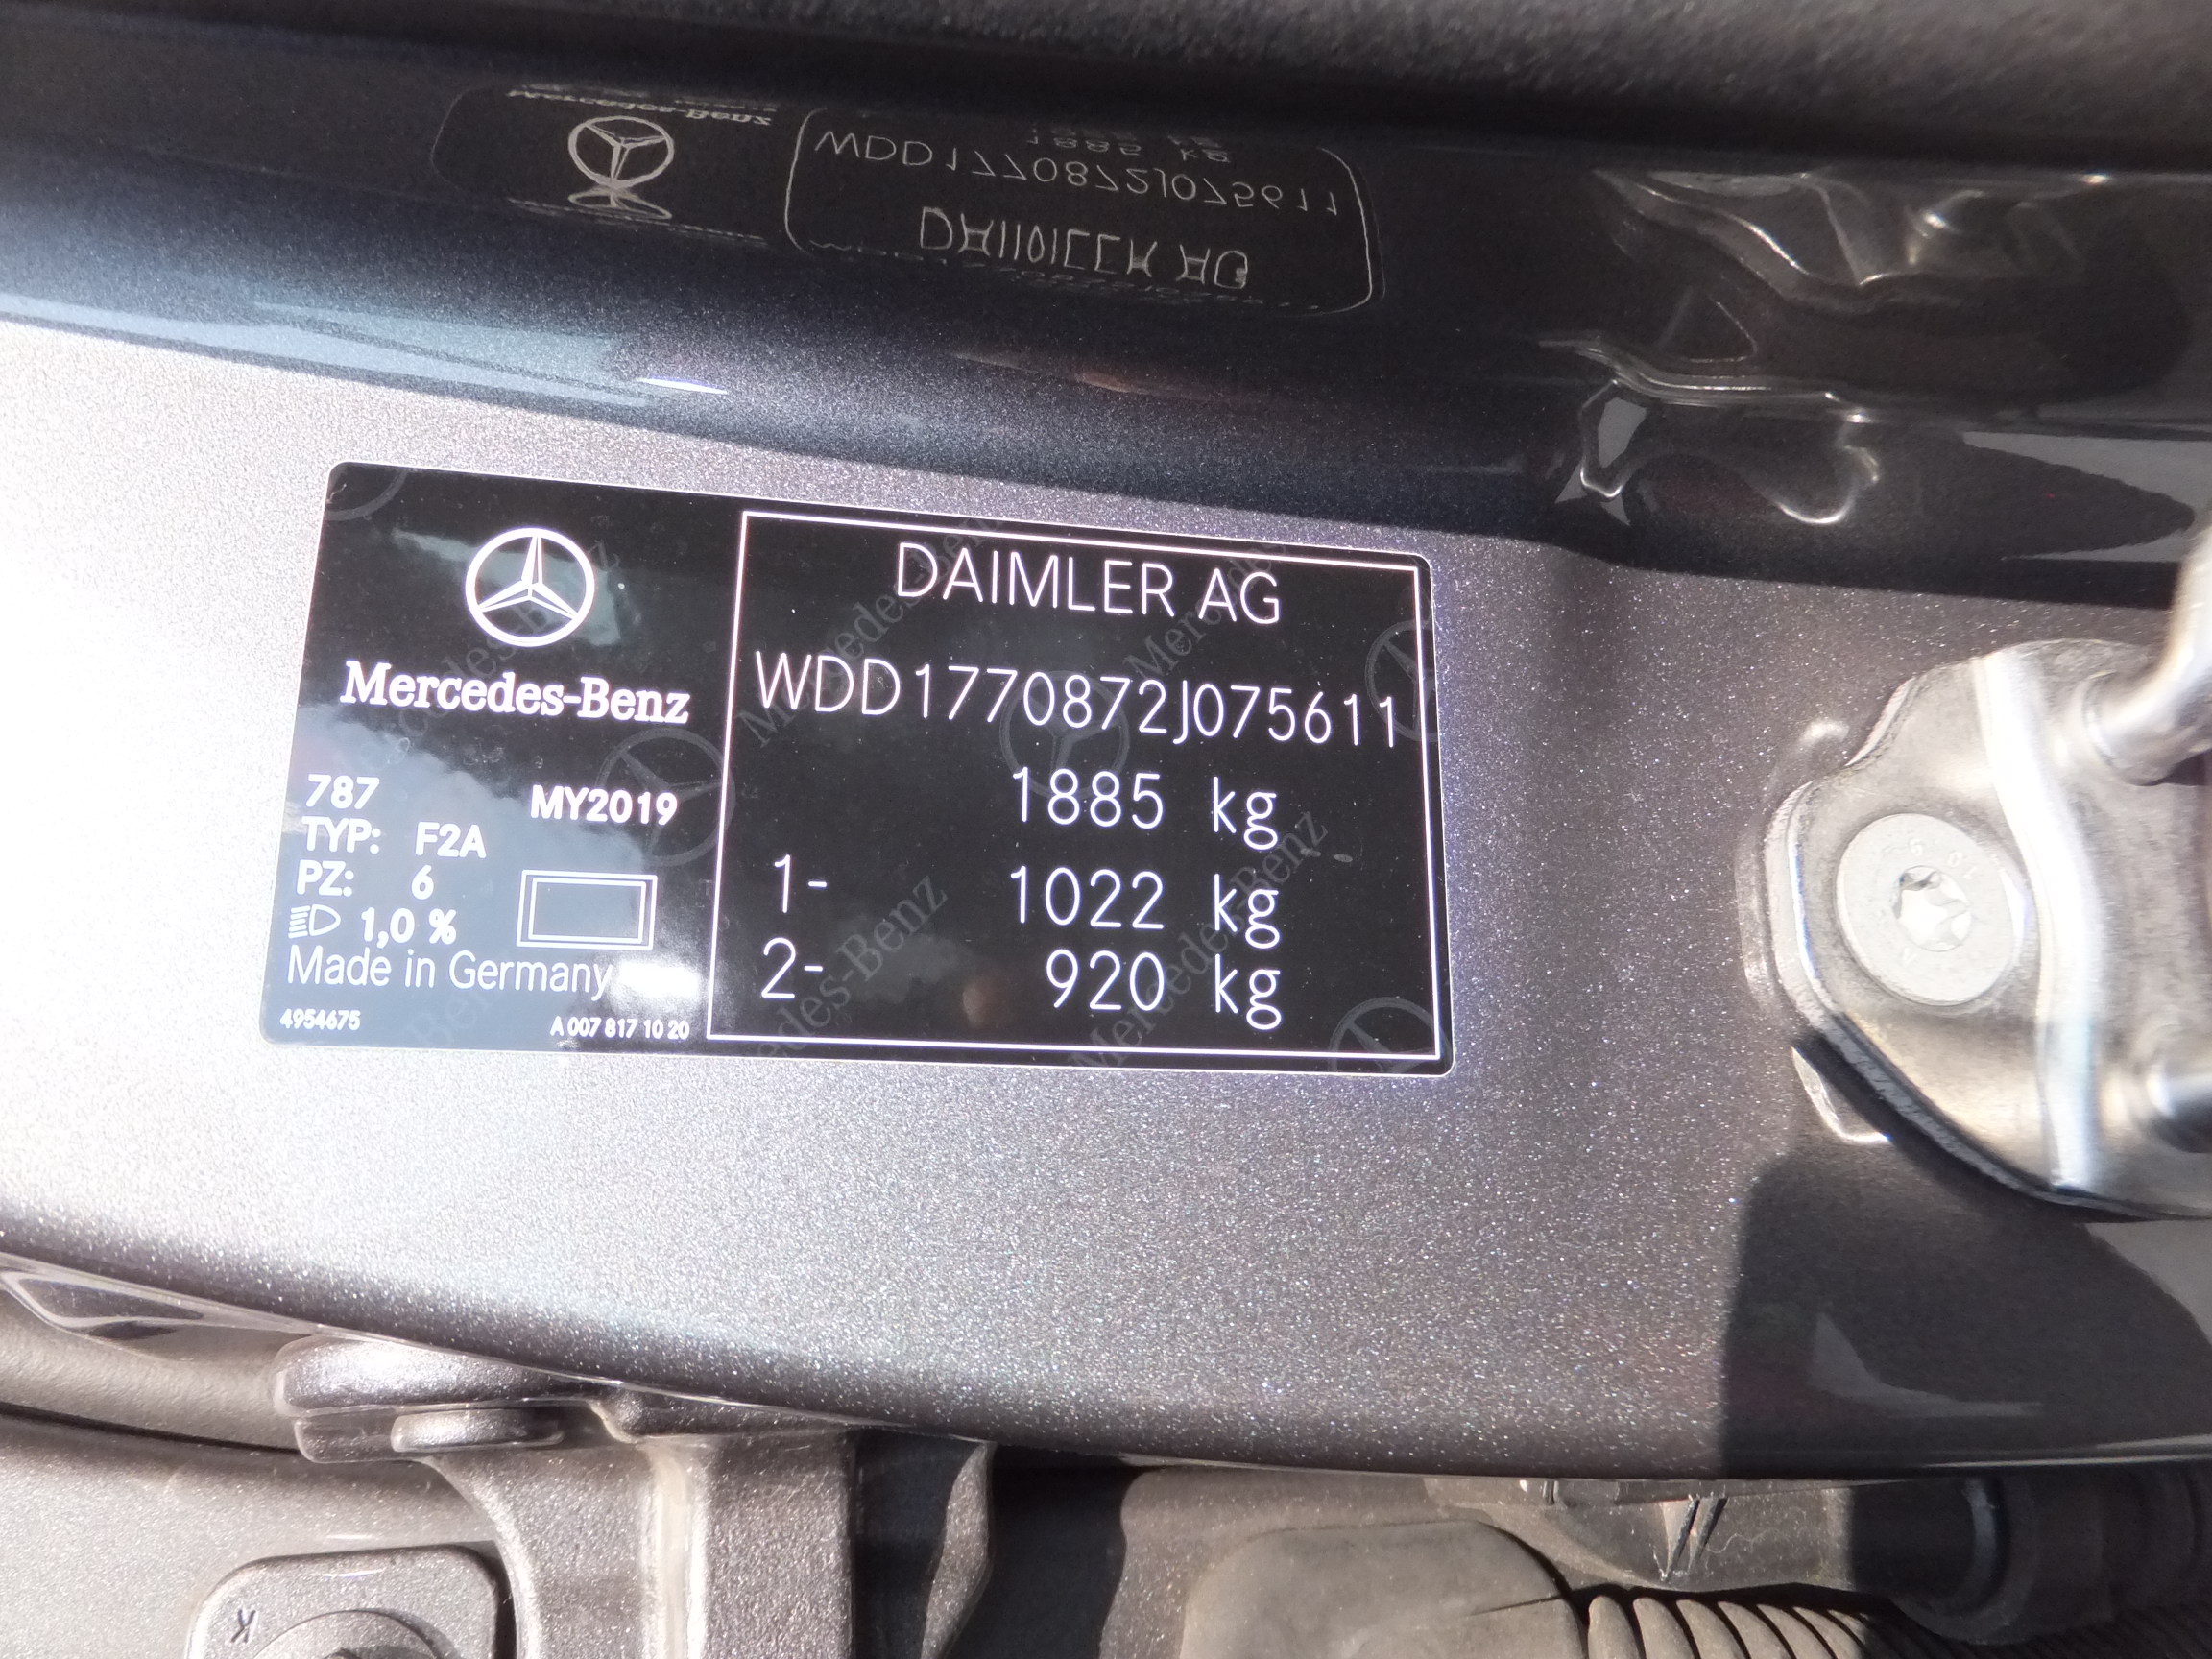 Mercedes-Benz
787
MY2019
TYP: F2A
PZ: 6
1,0 %
Made in Germany
4954675
A 007 817 10 20
DAIMLER AG
WDD1770872J075611
1885 kg
1- 1022 kg
2- 920 kg
K